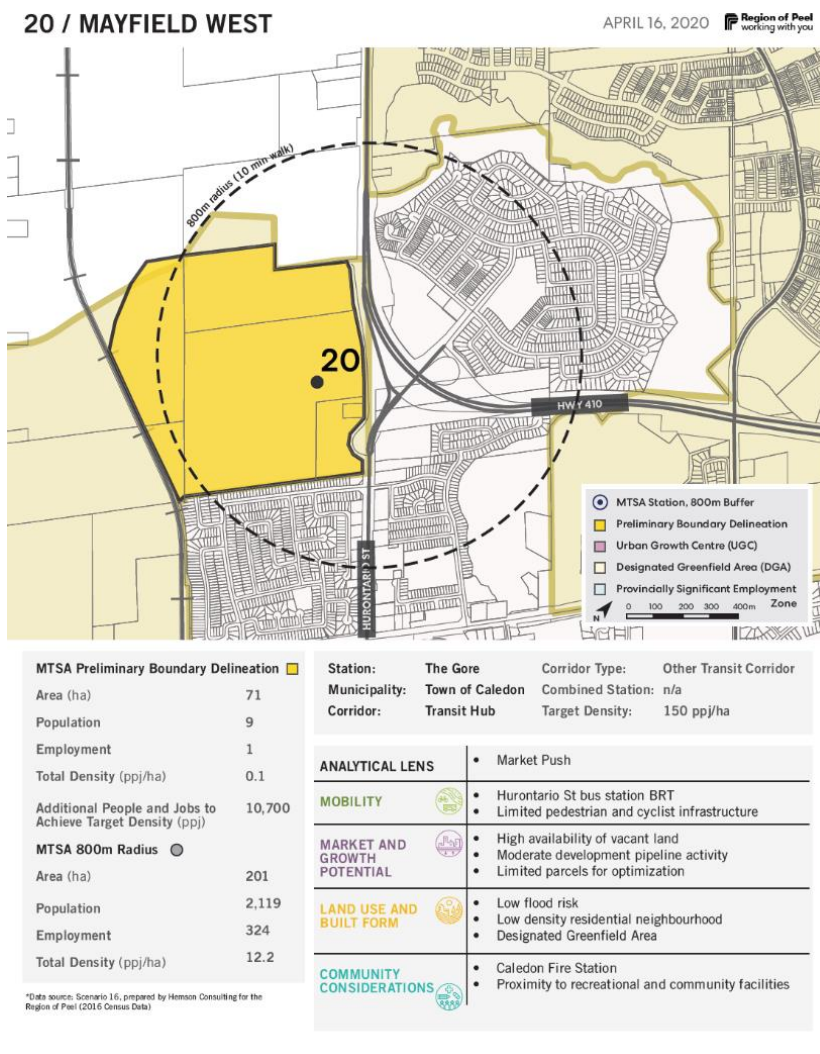 20 / MAYFIELD WEST
APRIL 16, 2020
Region of Peel
working with you
800m radius (10 min walk)
20
HWY 410
HURONTARIO ST
MTSA Station, 800m Buffer
Preliminary Boundary Delineation
Urban Growth Centre (UGC)
Designated Greenfield Area (DGA)
Provincially Significant Employment
Zone
N
0 100 200 300 400m
MTSA Preliminary Boundary Delineation
Area (ha) 71
Population 9
Employment 1
Total Density (ppj/ha) 0.1
Additional People and Jobs to
Achieve Target Density (ppj) 10,700
MTSA 800m Radius
Area (ha) 201
Population 2,119
Employment 324
Total Density (ppj/ha) 12.2
*Data source: Scenario 16, prepared by Hemson Consulting for the
Region of Peel (2016 Census Data)
Station: The Gore Corridor Type: Other Transit Corridor
Municipality: Town of Caledon Combined Station: n/a
Corridor: Transit Hub Target Density: 150 ppj/ha
ANALYTICAL LENS
• Market Push
MOBILITY
• Hurontario St bus station BRT
• Limited pedestrian and cyclist infrastructure
MARKET AND
GROWTH
POTENTIAL
• High availability of vacant land
• Moderate development pipeline activity
• Limited parcels for optimization
LAND USE AND
BUILT FORM
• Low flood risk
• Low density residential neighbourhood
• Designated Greenfield Area
COMMUNITY
CONSIDERATIONS
• Caledon Fire Station
• Proximity to recreational and community facilities